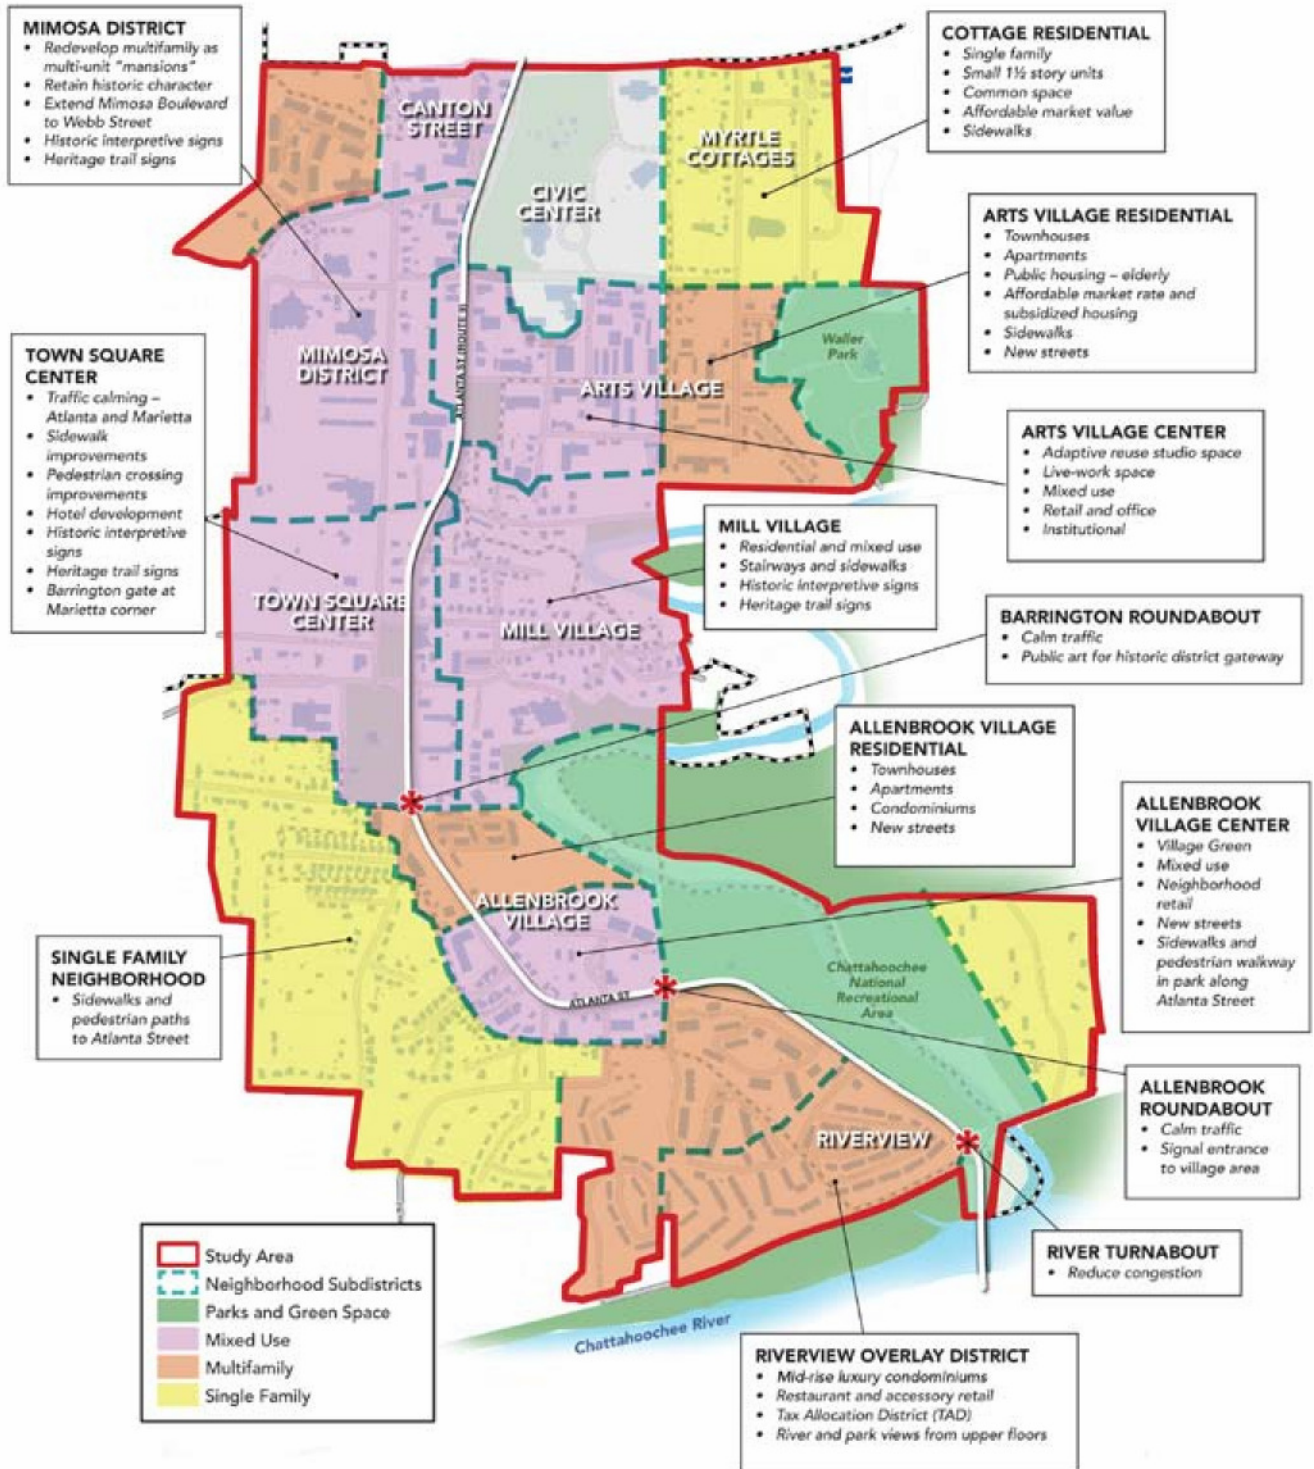 MIMOSA DISTRICT
• Redevelop multifamily as
multi-unit "mansions"
• Retain historic character
• Extend Mimosa Boulevard
to Webb Street
• Historic interpretive signs
• Heritage trail signs
TOWN SQUARE
CENTER
• Traffic calming –
Atlanta and Marietta
• Sidewalk
improvements
• Pedestrian crossing
improvements
• Hotel development
• Historic interpretive
signs
• Heritage trail signs
• Barrington gate at
Marietta corner
SINGLE FAMILY
NEIGHBORHOOD
• Sidewalks and
pedestrian paths
to Atlanta Street
CANTON
STREET
CIVIC
CENTER
MYRTLE
COTTAGES
MIMOSA
DISTRICT
ATLANTA ST (ROUTE 9)
ARTS VILLAGE
Waller
Park
TOWN SQUARE
CENTER
MILL VILLAGE
ALLENBROOK
VILLAGE
ATLANTA ST
Chattahoochee
National
Recreational
Area
RIVERVIEW
Chattahoochee River
COTTAGE RESIDENTIAL
• Single family
• Small 1½ story units
• Common space
• Affordable market value
• Sidewalks
ARTS VILLAGE RESIDENTIAL
• Townhouses
• Apartments
• Public housing – elderly
• Affordable market rate and
subsidized housing
• Sidewalks
• New streets
ARTS VILLAGE CENTER
• Adaptive reuse studio space
• Live-work space
• Mixed use
• Retail and office
• Institutional
MILL VILLAGE
• Residential and mixed use
• Stairways and sidewalks
• Historic interpretive signs
• Heritage trail signs
BARRINGTON ROUNDABOUT
• Calm traffic
• Public art for historic district gateway
ALLENBROOK VILLAGE
RESIDENTIAL
• Townhouses
• Apartments
• Condominiums
• New streets
ALLENBROOK
VILLAGE CENTER
• Village Green
• Mixed use
• Neighborhood
retail
• New streets
• Sidewalks and
pedestrian walkway
in park along
Atlanta Street
ALLENBROOK
ROUNDABOUT
• Calm traffic
• Signal entrance
to village area
RIVER TURNABOUT
• Reduce congestion
RIVERVIEW OVERLAY DISTRICT
• Mid-rise luxury condominiums
• Restaurant and accessory retail
• Tax Allocation District (TAD)
• River and park views from upper floors
Study Area
Neighborhood Subdistricts
Parks and Green Space
Mixed Use
Multifamily
Single Family